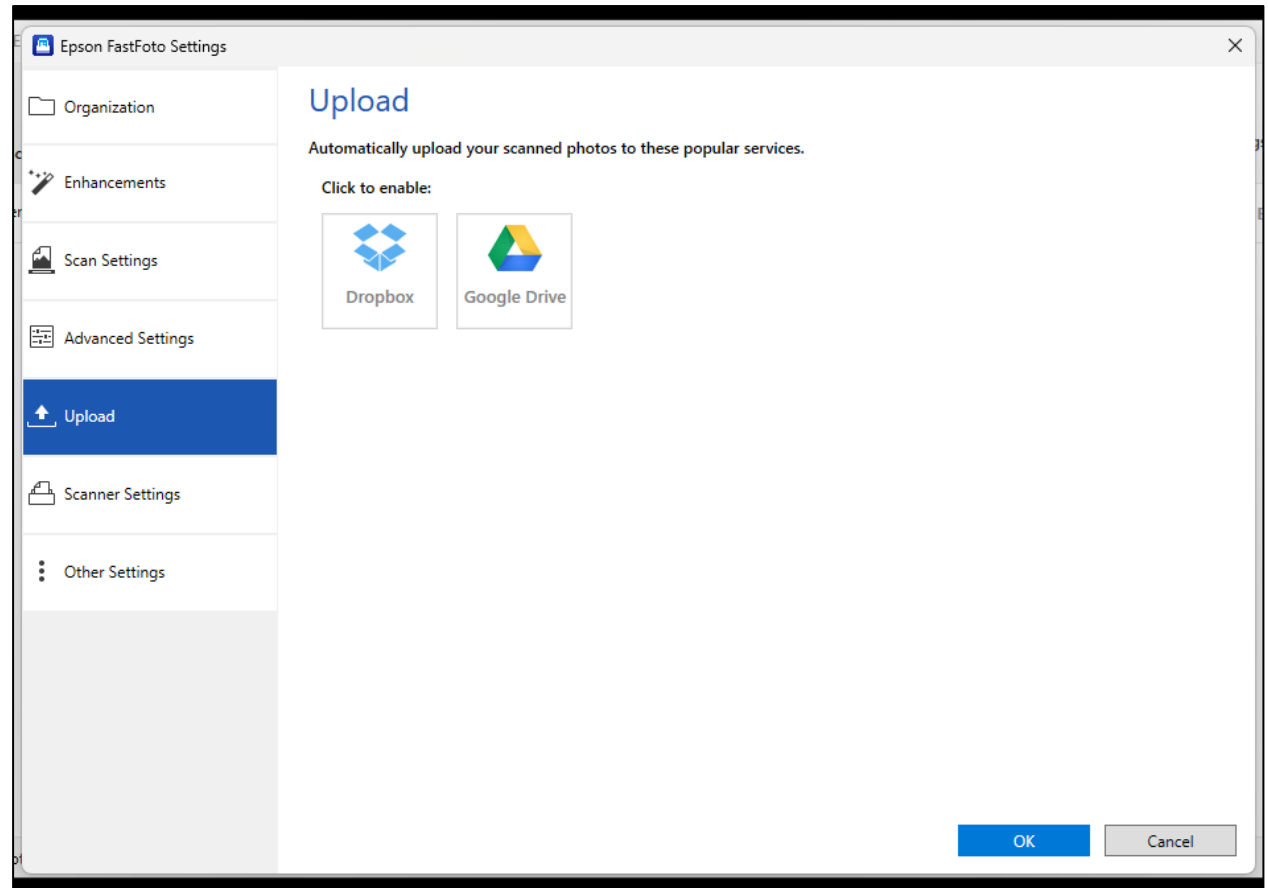 Epson FastFoto Settings
Organization
Enhancements
Scan Settings
Advanced Settings
Upload
Scanner Settings
Other Settings
Upload
Automatically upload your scanned photos to these popular services.
Click to enable:
Dropbox
Google Drive
OK
Cancel